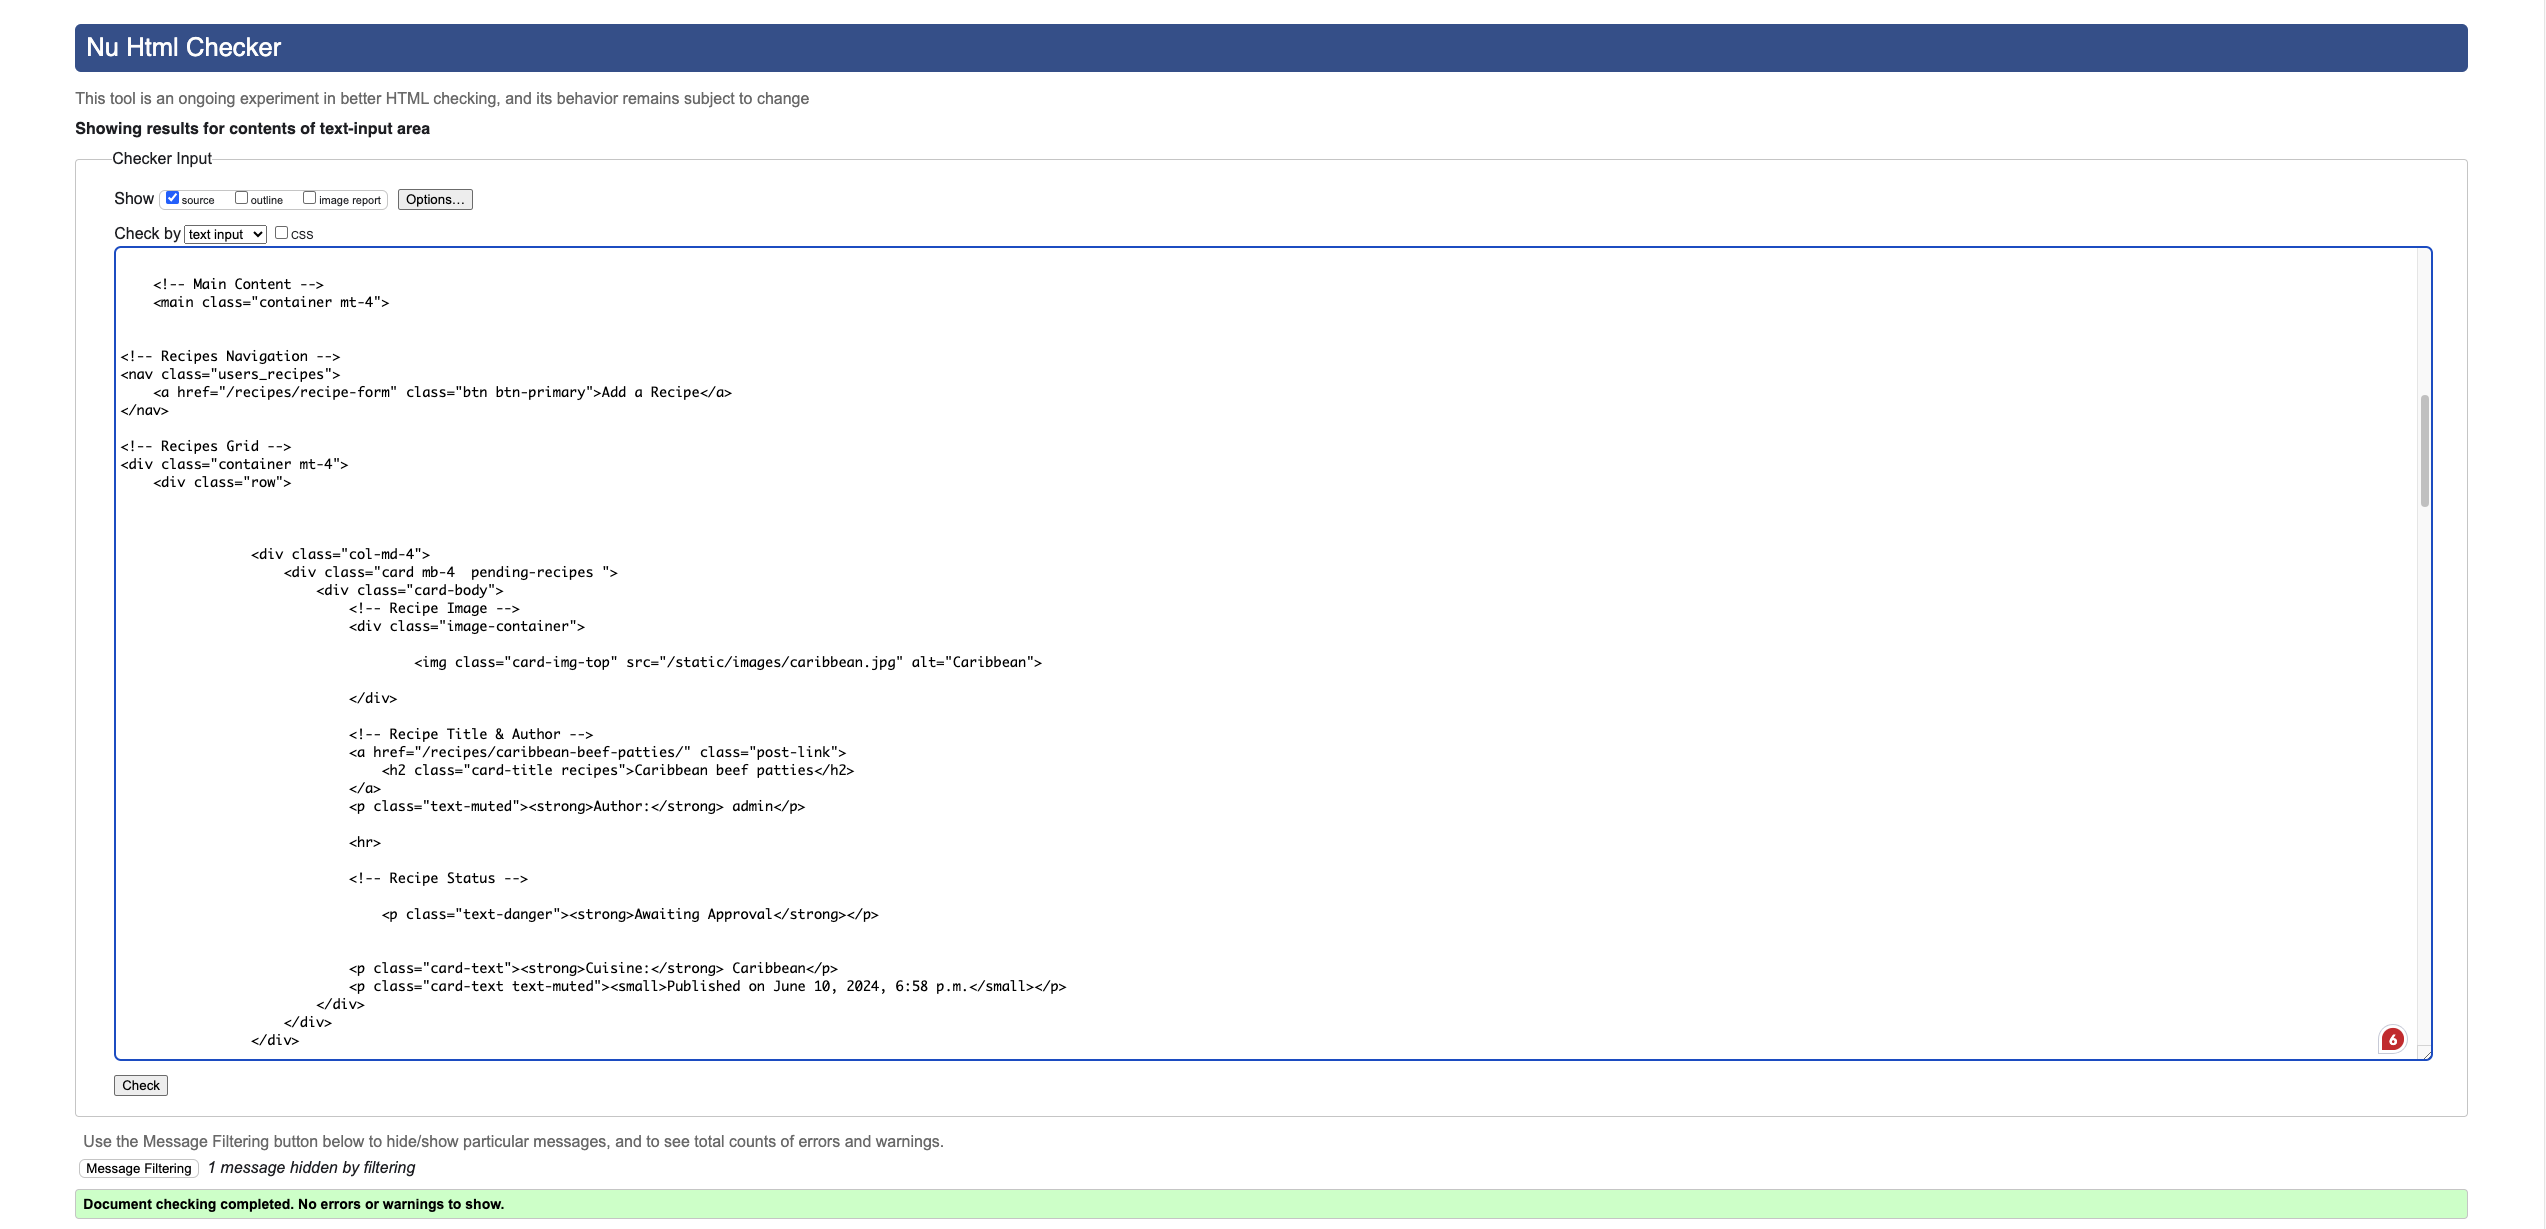 Nu Html Checker
This tool is an ongoing experiment in better HTML checking, and its behavior remains subject to change
Showing results for contents of text-input area
Checker Input
Show source outline image report Options...
Check by text input css
<!-- Main Content -->
<main class="container mt-4">
<!-- Recipes Navigation -->
<nav class="users_recipes">
<a href="/recipes/recipe-form" class="btn btn-primary">Add a Recipe</a>
</nav>
<!-- Recipes Grid -->
<div class="container mt-4">
<div class="row">
<div class="col-md-4">
<div class="card mb-4  pending-recipes ">
<div class="card-body">
<!-- Recipe Image -->
<div class="image-container">
<img class="card-img-top" src="/static/images/caribbean.jpg" alt="Caribbean">
</div>
<!-- Recipe Title & Author -->
<a href="/recipes/caribbean-beef-patties/" class="post-link">
<h2 class="card-title recipes">Caribbean beef patties</h2>
</a>
<p class="text-muted"><strong>Author:</strong> admin</p>
<hr>
<!-- Recipe Status -->
<p class="text-danger"><strong>Awaiting Approval</strong></p>
<p class="card-text"><strong>Cuisine:</strong> Caribbean</p>
<p class="card-text text-muted"><small>Published on June 10, 2024, 6:58 p.m.</small></p>
</div>
</div>
</div>
6
Check
Use the Message Filtering button below to hide/show particular messages, and to see total counts of errors and warnings.
Message Filtering 1 message hidden by filtering
Document checking completed. No errors or warnings to show.